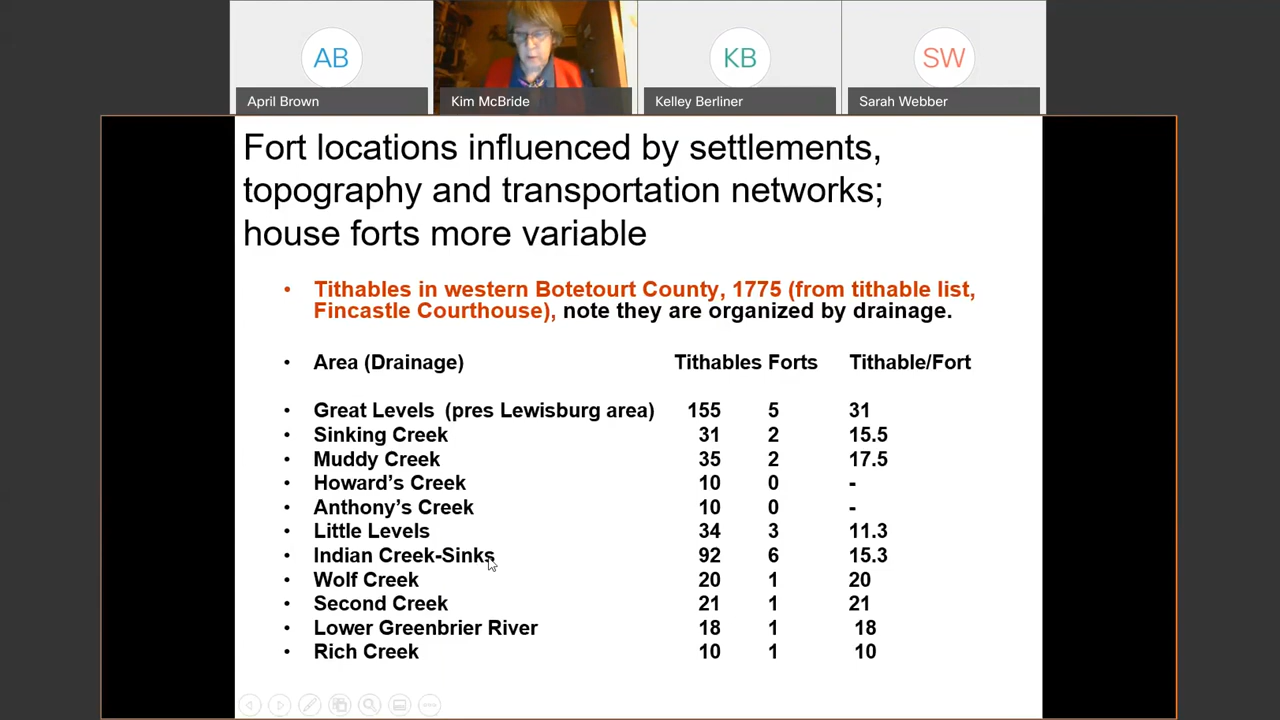 AB
KB
SW
April Brown
Kim McBride
Kelley Berliner
Sarah Webber
Fort locations influenced by settlements,
topography and transportation networks;
house forts more variable
• Tithables in western Botetourt County, 1775 (from tithable list,
Fincastle Courthouse), note they are organized by drainage.
• Area (Drainage) Tithables Forts Tithable/Fort
• Great Levels (pres Lewisburg area) 155 5 31
• Sinking Creek 31 2 15.5
• Muddy Creek 35 2 17.5
• Howard's Creek 10 0 -
• Anthony's Creek 10 0 -
• Little Levels 34 3 11.3
• Indian Creek-Sinks 92 6 15.3
• Wolf Creek 20 1 20
• Second Creek 21 1 21
• Lower Greenbrier River 18 1 18
• Rich Creek 10 1 10